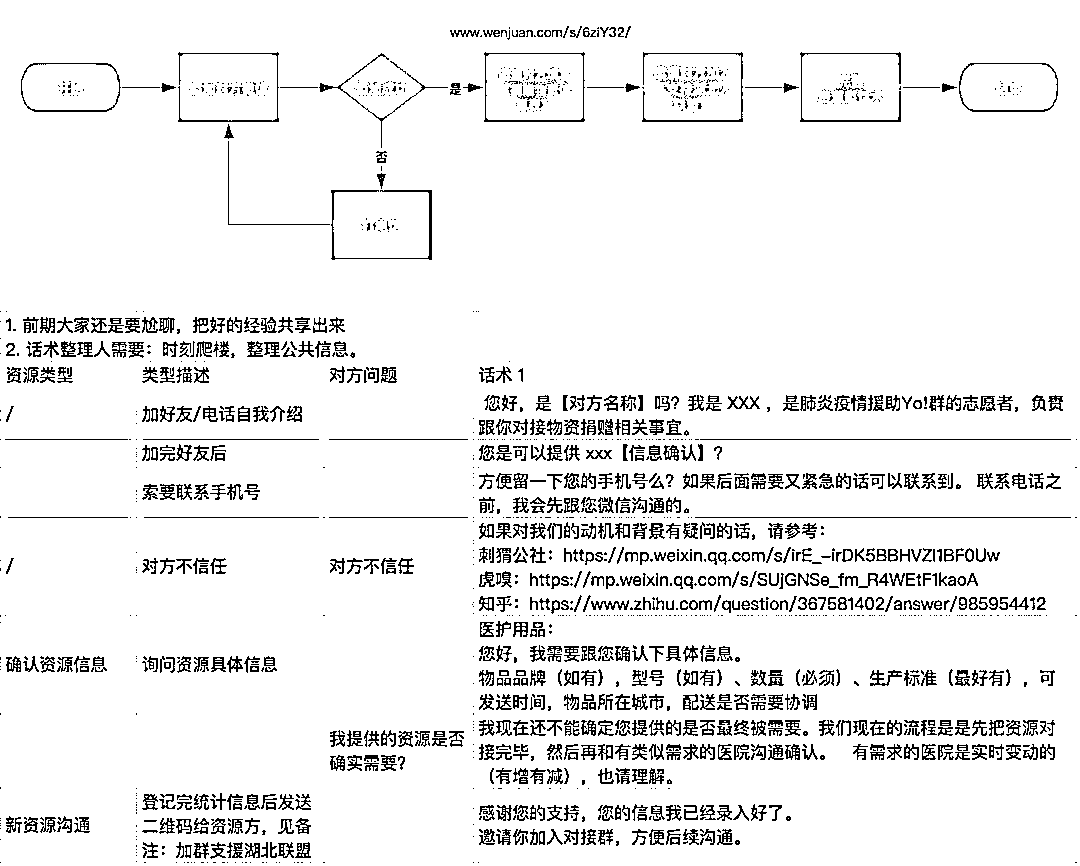 www.wenjuan.com/s/6ziY32/
是
否
1. 前期大家还是要尬聊，把好的经验共享出来
2. 话术整理人需要：时刻爬楼，整理公共信息。
资源类型 类型描述 对方问题 话术 1
/ 加好友/电话自我介绍 您好，是【对方名称】吗？我是 XXX ，是肺炎疫情援助Yo!群的志愿者，负责
跟你对接物资捐赠相关事宜。
加完好友后 您是可以提供 xxx【信息确认】？
索要联系手机号 方便留一下您的手机号么？如果后面需要又紧急的话可以联系到。 联系电话之
前，我会先跟您微信沟通的。
如果对我们的动机和背景有疑问的话，请参考：
/ 对方不信任 对方不信任 刺猬公社：https://mp.weixin.qq.com/s/irE_-irDK5BBHVZI1BF0Uw
虎嗅：https://mp.weixin.qq.com/s/SUjGNSe_fm_R4WEtF1kaoA
知乎：https://www.zhihu.com/question/367581402/answer/985954412
医护用品：
确认资源信息 询问资源具体信息 您好，我需要跟您确认下具体信息。
物品品牌（如有），型号（如有）、数量（必须）、生产标准（最好有），可
发送时间，物品所在城市，配送是否需要协调
我提供的资源是否
确实需要？
我现在还不能确定您提供的是否最终被需要。我们现在的流程是是先把资源对
接完毕，然后再和有类似需求的医院沟通确认。 有需求的医院是实时变动的
（有增有减），也请理解。
新资源沟通
登记完统计信息后发送
二维码给资源方，见备
注：加群支援湖北联盟
感谢您的支持，您的信息我已经录入好了。
邀请你加入对接群，方便后续沟通。